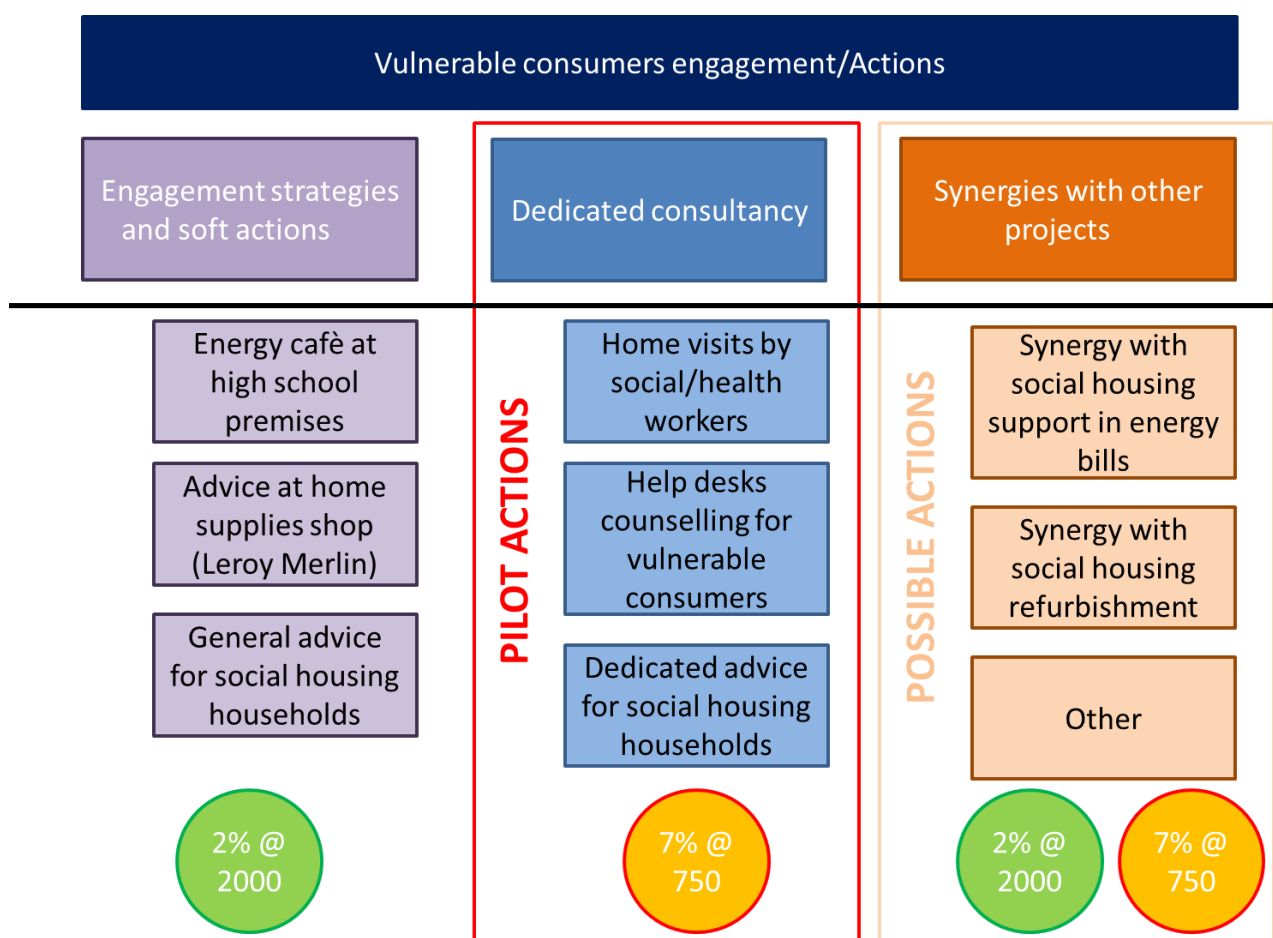 Vulnerable consumers engagement/Actions
Engagement strategies
and soft actions
Dedicated consultancy
Synergies with other
projects
Energy cafè at
high school
premises
Advice at home
supplies shop
(Leroy Merlin)
General advice
for social housing
households
2% @
2000
PILOT ACTIONS
Home visits by
social/health
workers
Help desks
counselling for
vulnerable
consumers
Dedicated advice
for social housing
households
7% @
750
POSSIBLE ACTIONS
Synergy with
social housing
support in energy
bills
Synergy with
social housing
refurbishment
Other
2% @
2000
7% @
750